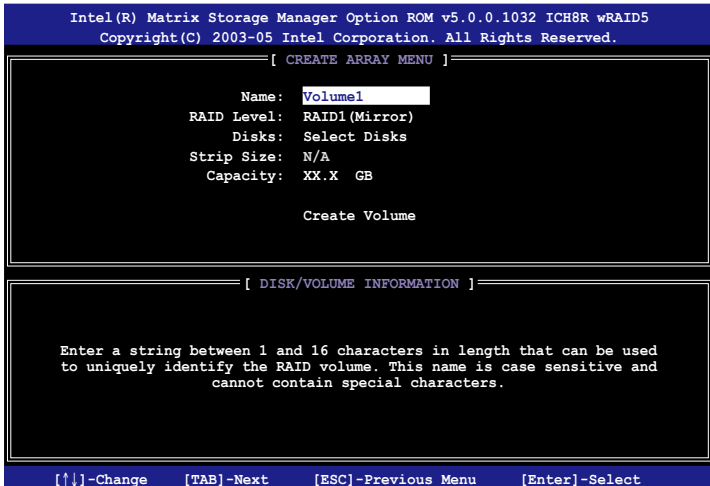 Intel(R) Matrix Storage Manager Option ROM v5.0.0.1032 ICH8R wRAID5
Copyright(C) 2003-05 Intel Corporation. All Rights Reserved.
[ CREATE ARRAY MENU ]
Name: Volume1
RAID Level: RAID1(Mirror)
Disks: Select Disks
Strip Size: N/A
Capacity: XX.X GB
Create Volume
[ DISK/VOLUME INFORMATION ]
Enter a string between 1 and 16 characters in length that can be used
to uniquely identify the RAID volume. This name is case sensitive and
cannot contain special characters.
[↑↓]-Change [TAB]-Next [ESC]-Previous Menu [Enter]-Select